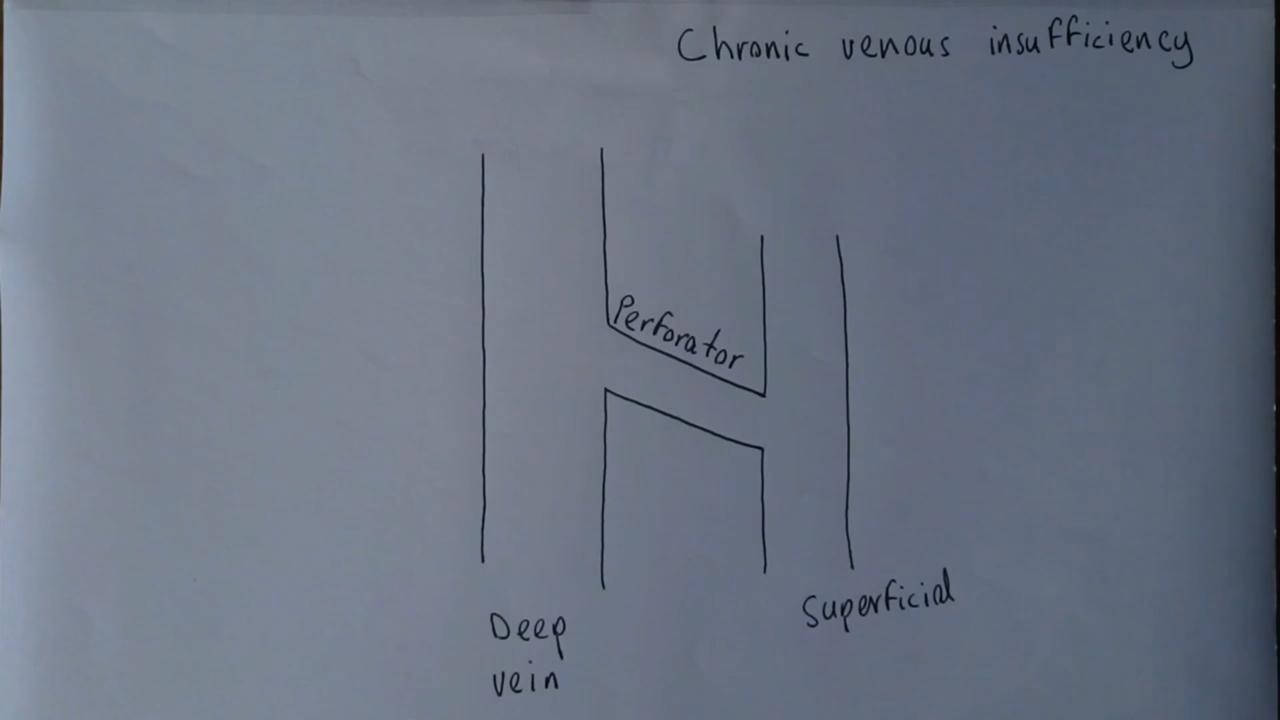 Chronic venous insufficiency
Perforator
Superficial
Deep
vein